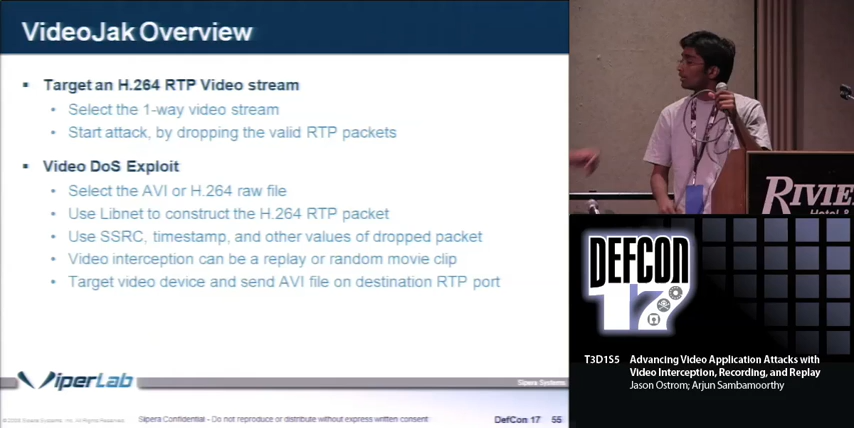 VideoJak Overview
Target an H.264 RTP Video stream
Select the 1-way video stream
Start attack, by dropping the valid RTP packets
Video DoS Exploit
Select the AVI or H.264 raw file
Use Libnet to construct the H.264 RTP packet
Use SSRC, timestamp, and other values of dropped packet
Video interception can be a replay or random movie clip
Target video device and send AVI file on destination RTP port
ViperLab
Sipera Systems
Sipera Confidential - Do not reproduce or distribute without express written consent
DefCon 17 55
RIVIE
Hotel &
DEFCON
17
T3D1S5 Advancing Video Application Attacks with
Video Interception, Recording, and Replay
Jason Ostrom; Arjun Sambamoorthy